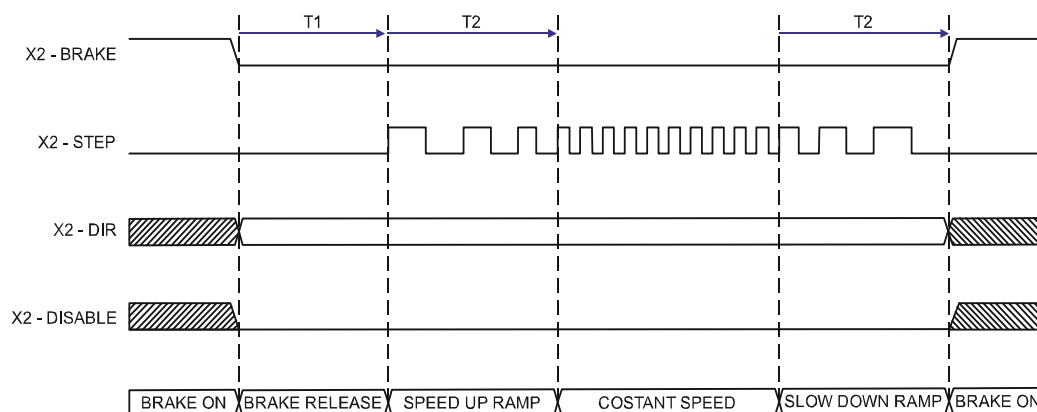 T1 T2 T2
X2 - BRAKE
X2 - STEP
X2 - DIR
X2 - DISABLE
BRAKE ON BRAKE RELEASE SPEED UP RAMP COSTANT SPEED SLOW DOWN RAMP BRAKE ON